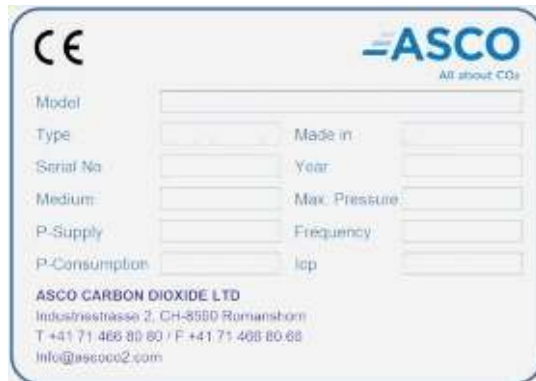 CE
ASCO
All about CO₂
Model
Type Made in
Serial No Year
Medium Max. Pressure
P-Supply Frequency
P-Consumption Icp
ASCO CARBON DIOXIDE LTD
Industriestrasse 2, CH-8590 Romanshorn
T +41 71 466 80 80 / F +41 71 466 80 66
info@ascoco2.com